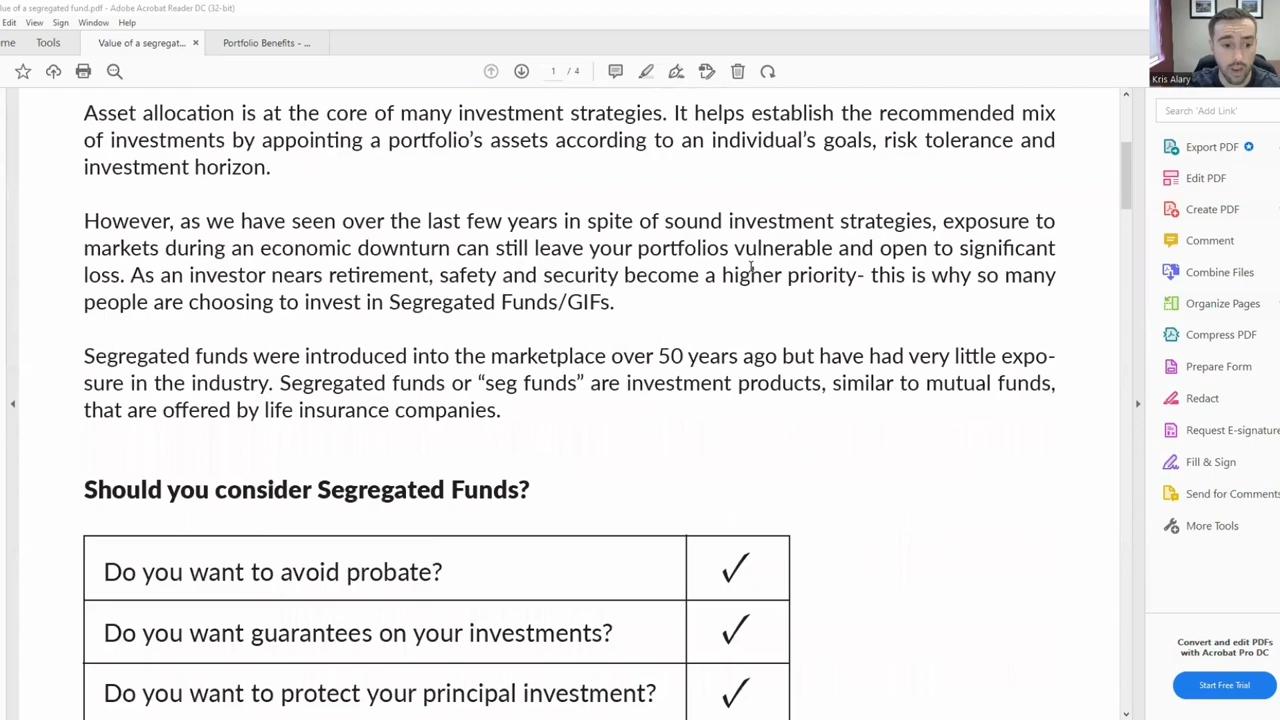 alue of a segregated fund.pdf - Adobe Acrobat Reader DC (32-bit)
Edit View Sign Window Help
me Tools Value of a segregat... × Portfolio Benefits - ...
1 / 4
Kris Alary
Asset allocation is at the core of many investment strategies. It helps establish the recommended mix
of investments by appointing a portfolio's assets according to an individual's goals, risk tolerance and
investment horizon.
However, as we have seen over the last few years in spite of sound investment strategies, exposure to
markets during an economic downturn can still leave your portfolios vulnerable and open to significant
loss. As an investor nears retirement, safety and security become a higher priority- this is why so many
people are choosing to invest in Segregated Funds/GIFs.
Segregated funds were introduced into the marketplace over 50 years ago but have had very little expo-
sure in the industry. Segregated funds or “seg funds” are investment products, similar to mutual funds,
that are offered by life insurance companies.
Should you consider Segregated Funds?
Do you want to avoid probate? ✓
Do you want guarantees on your investments? ✓
Do you want to protect your principal investment? ✓
Search 'Add Link'
Export PDF
Edit PDF
Create PDF
Comment
Combine Files
Organize Pages
Compress PDF
Prepare Form
Redact
Request E-signature
Fill & Sign
Send for Comments
More Tools
Convert and edit PDFs
with Acrobat Pro DC
Start Free Trial